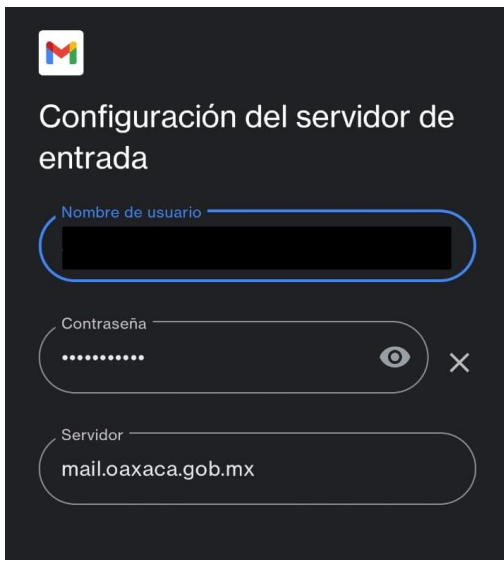 Configuración del servidor de
entrada
Nombre de usuario
Contraseña
•••••••••••
Servidor
mail.oaxaca.gob.mx